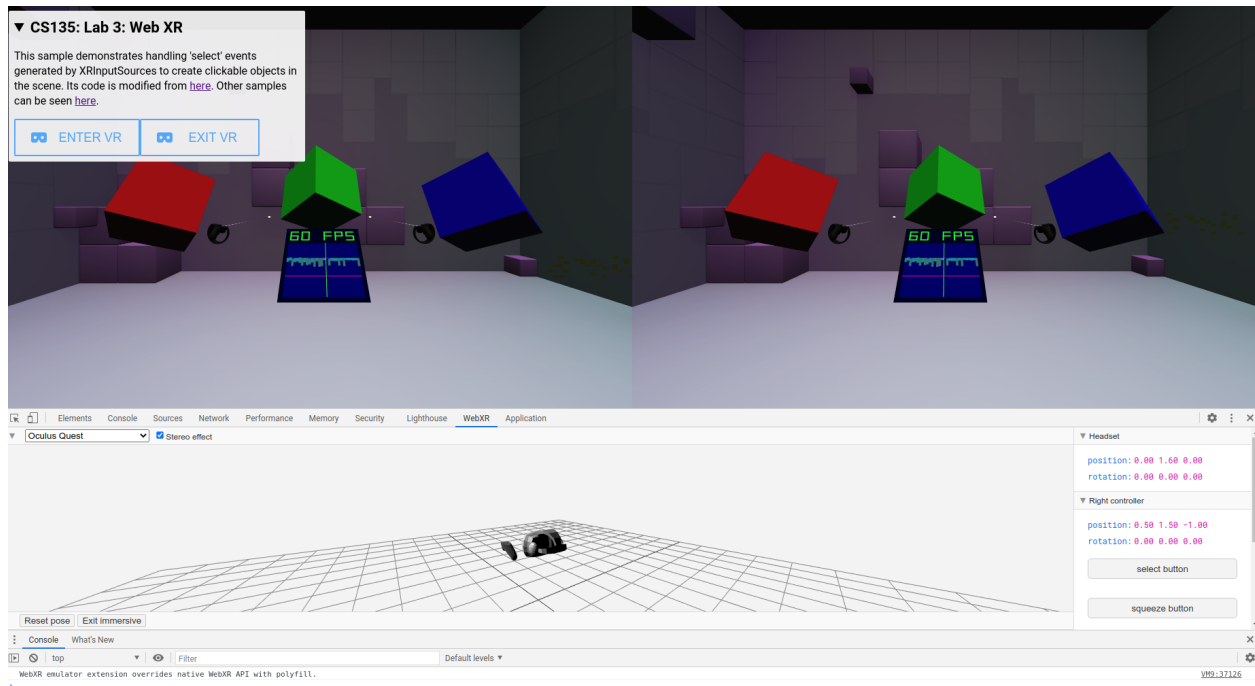 ▼ CS135: Lab 3: Web XR
This sample demonstrates handling 'select' events
generated by XRInputSources to create clickable objects in
the scene. Its code is modified from here. Other samples
can be seen here.
ENTER VR EXIT VR
60 FPS 60 FPS
Elements Console Sources Network Performance Memory Security Lighthouse WebXR Application
Oculus Quest Stereo effect
Headset
position: 0.00 1.60 0.00
rotation: 0.00 0.00 0.00
Right controller
position: 0.50 1.50 -1.00
rotation: 0.00 0.00 0.00
select button
squeeze button
Reset pose Exit immersive
Console What's New
top Filter Default levels ▼
WebXR emulator extension overrides native WebXR API with polyfill. VM9:37126